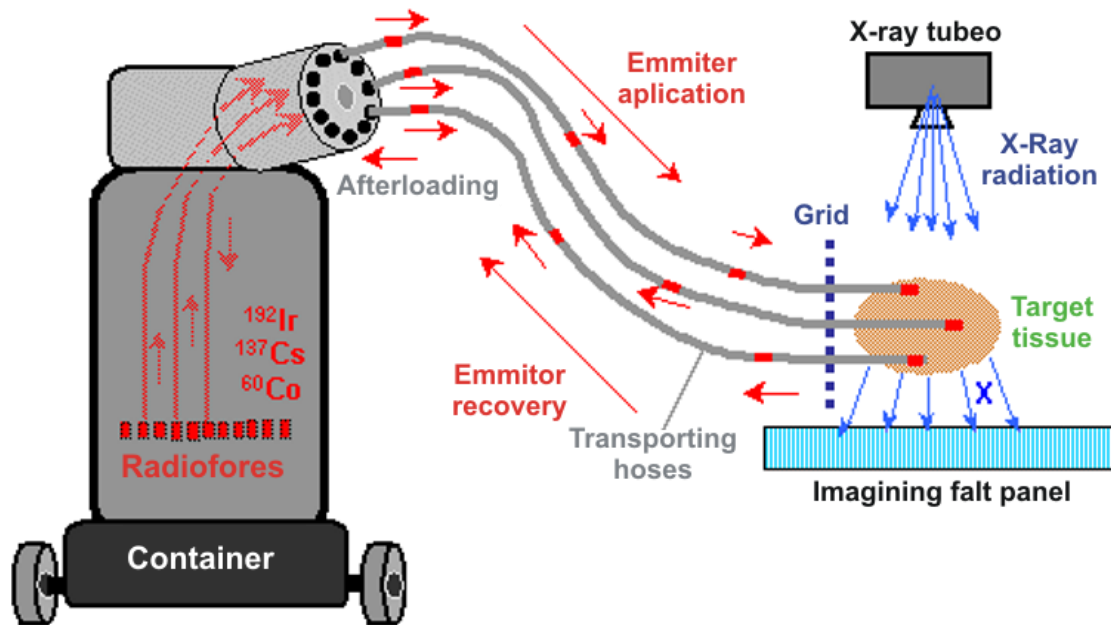 X-ray tubeo
Emmiter
aplication
X-Ray
radiation
Afterloading
Grid
Target
tissue
192Ir
137Cs
60Co
Emmitor
recovery
X
Transporting
hoses
Radiofores
Imagining falt panel
Container